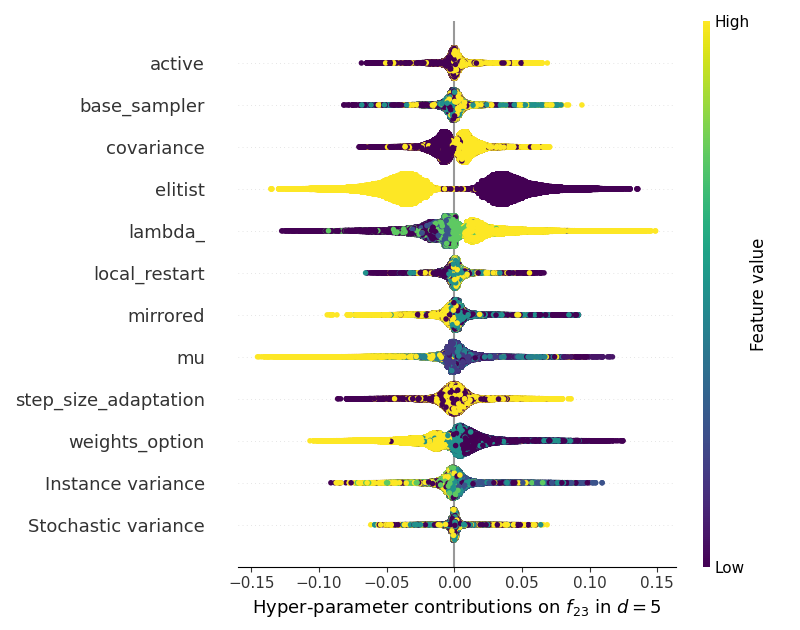 High
active
base_sampler
covariance
elitist
lambda_
local_restart
mirrored
mu
step_size_adaptation
weights_option
Instance variance
Stochastic variance
Feature value
Low
−0.15 −0.10 −0.05 0.00 0.05 0.10 0.15
Hyper-parameter contributions on $f_{23}$ in $d = 5$